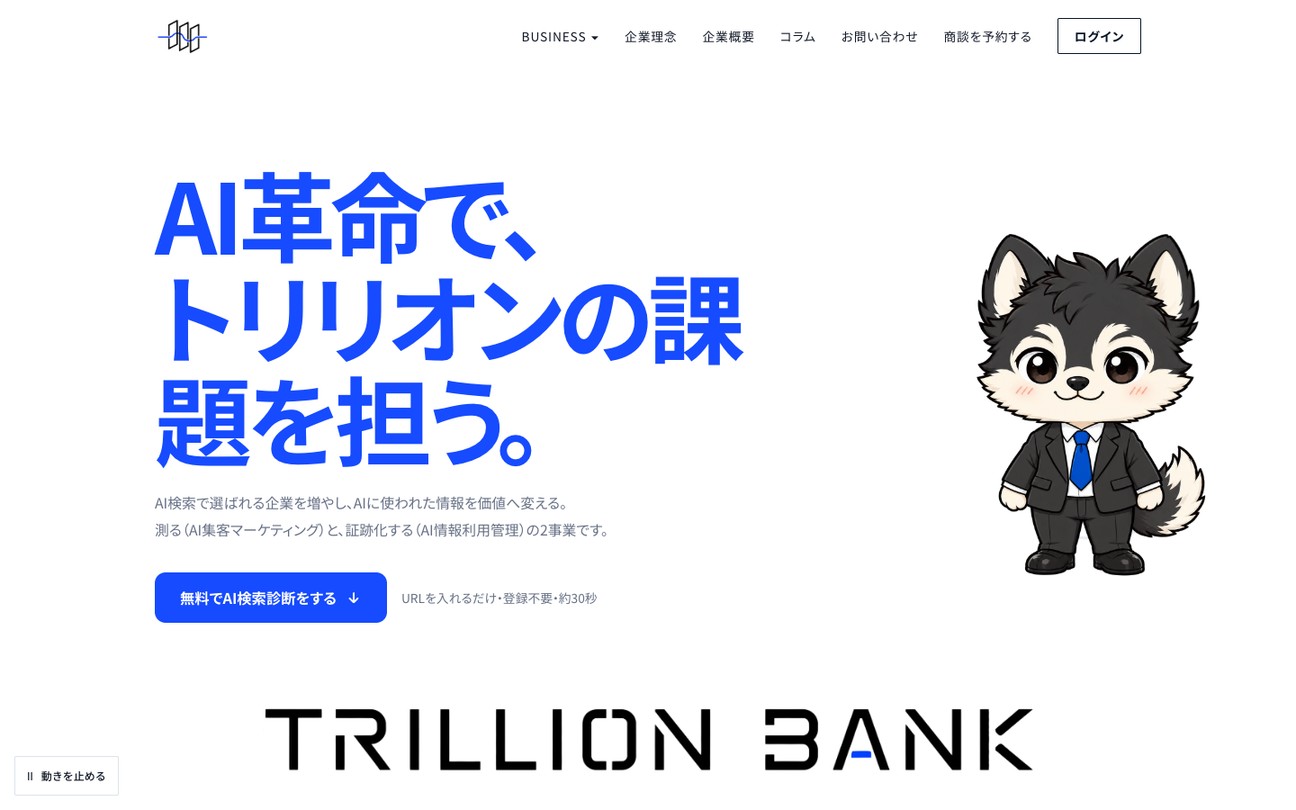 BUSINESS
企業理念
企業概要
コラム
お問い合わせ
商談を予約する
ログイン
AI革命で、
トリリオンの課
題を担う。
AI検索で選ばれる企業を増やし、AIに使われた情報を価値へ変える。
測る（AI集客マーケティング）と、証跡化する（AI情報利用管理）の2事業です。
無料でAI検索診断をする ↓
URLを入れるだけ・登録不要・約30秒
TRILLION BANK
動きを止める